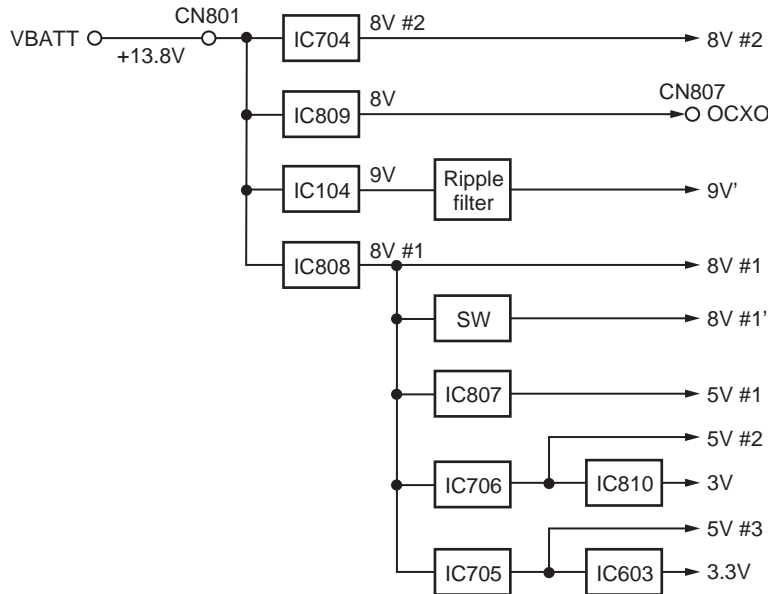 CN801
VBATT
+13.8V
IC704
8V #2
8V #2
IC809
8V
CN807
OCXO
IC104
9V
Ripple
filter
9V’
IC808
8V #1
8V #1
SW
8V #1’
IC807
5V #1
5V #2
IC706
IC810
3V
5V #3
IC705
IC603
3.3V